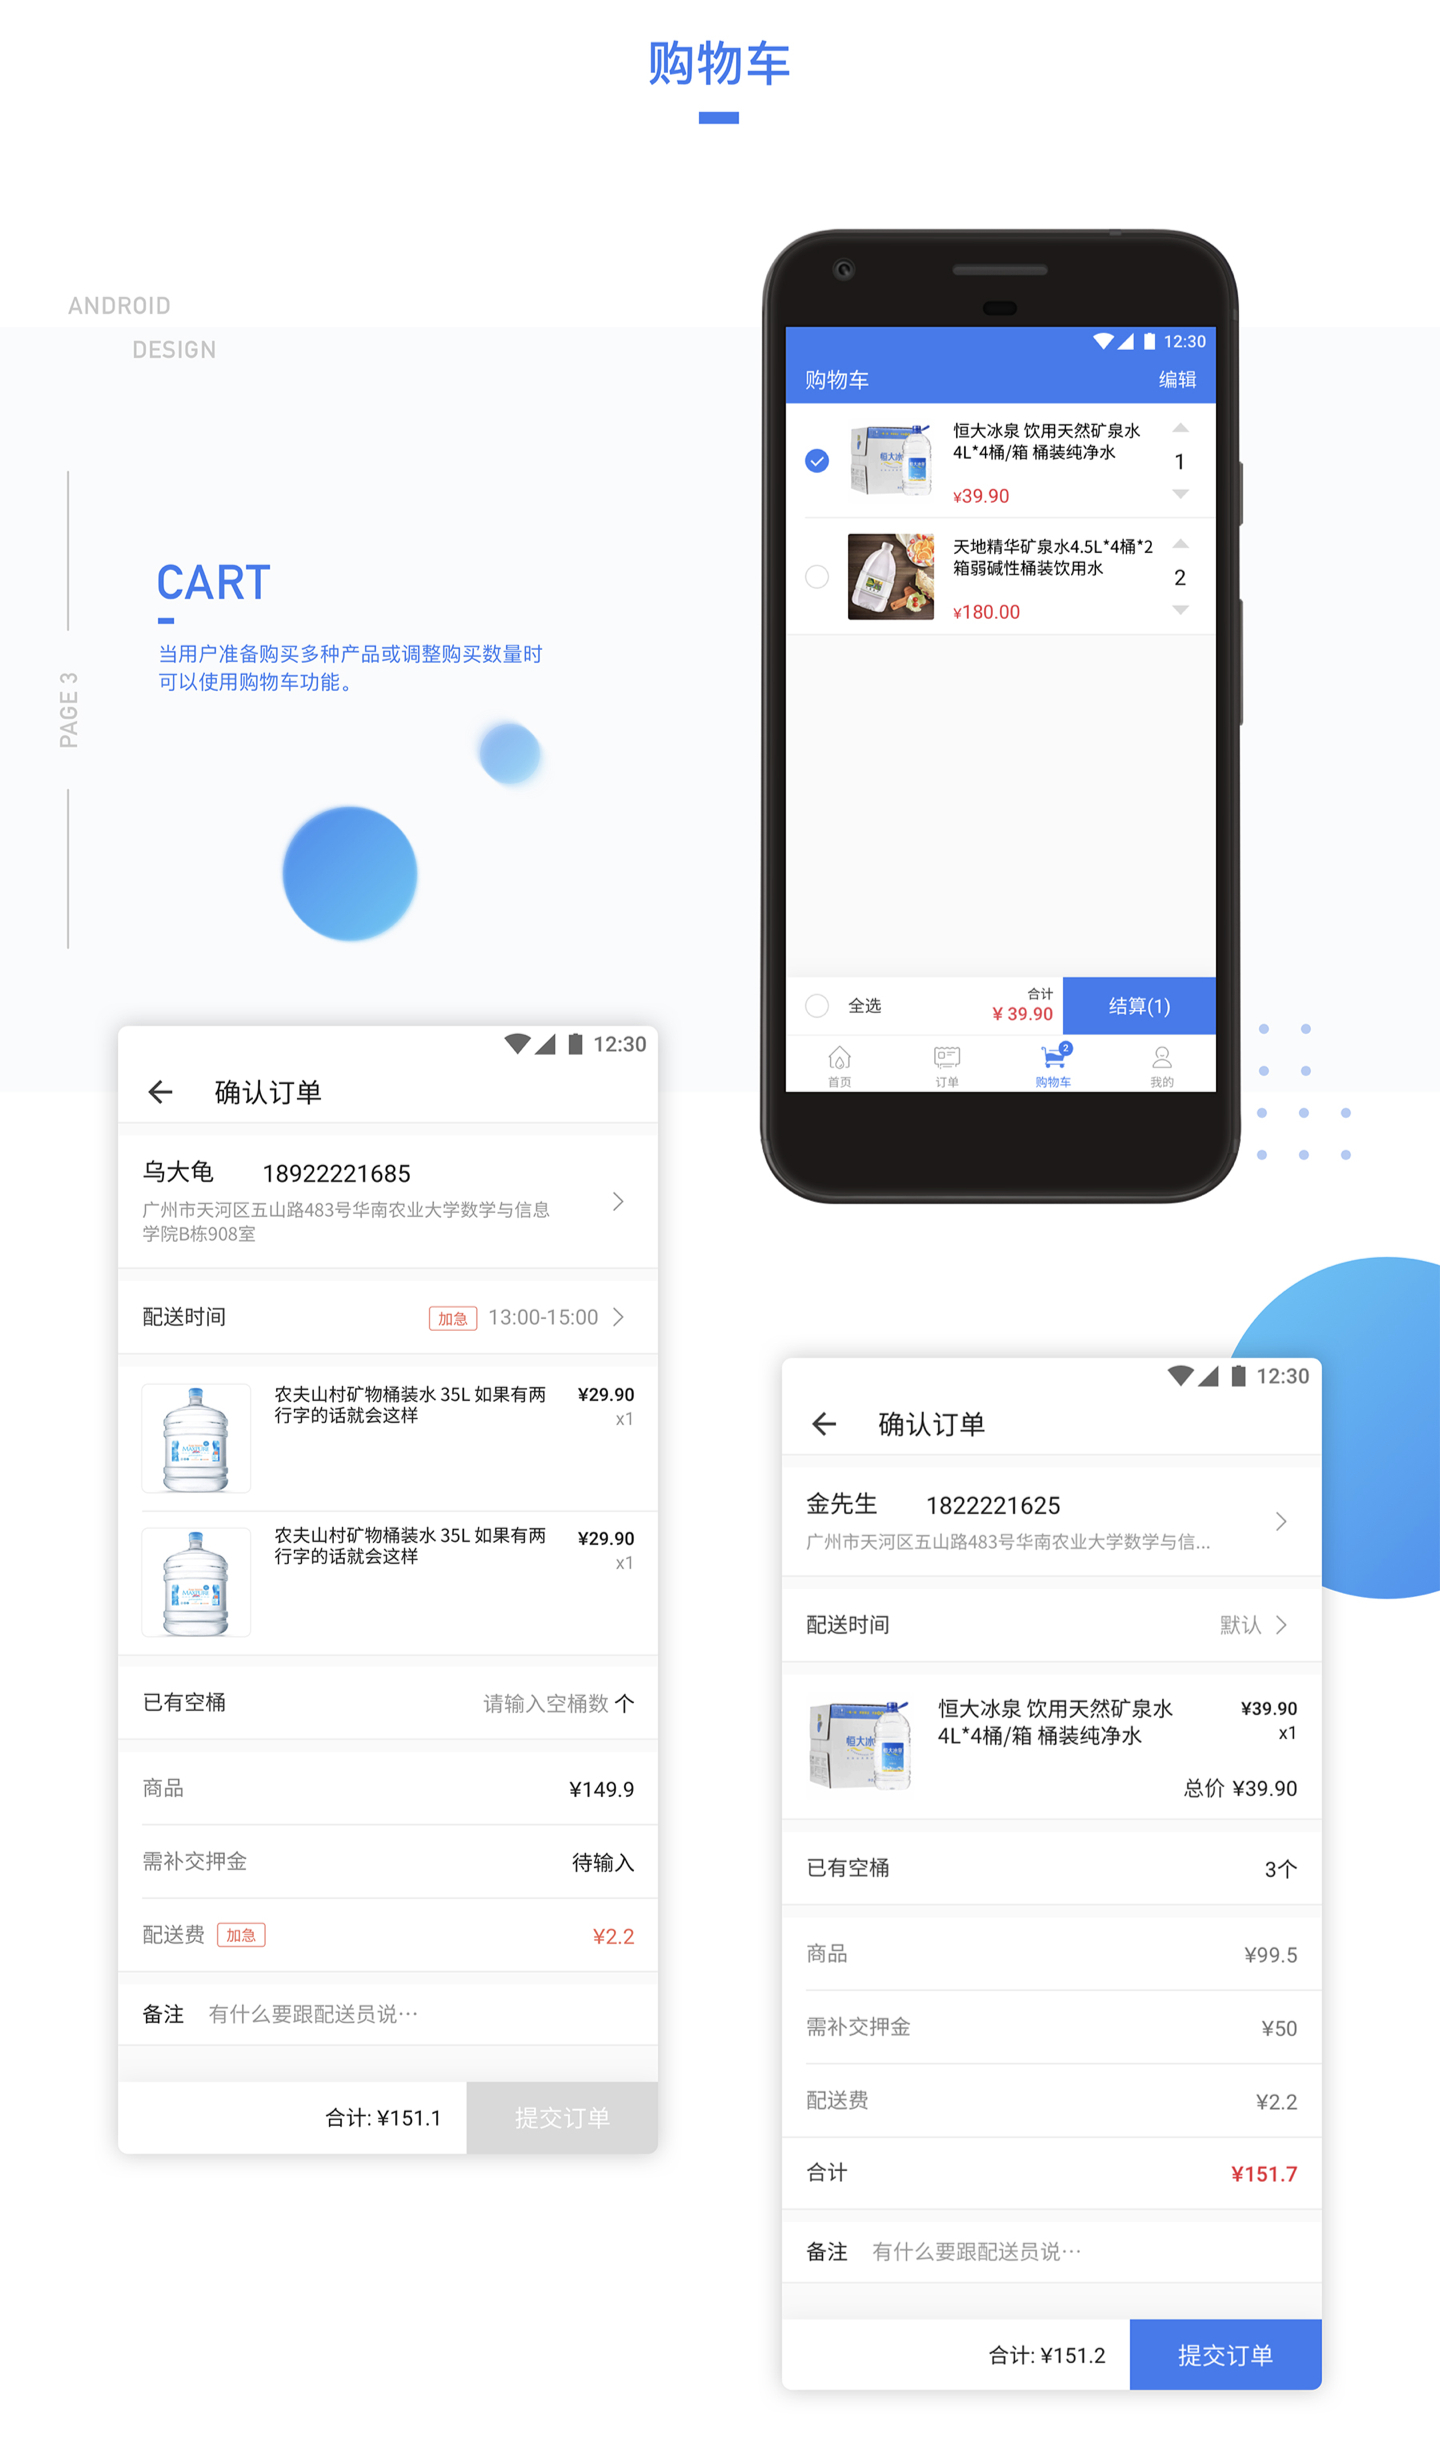 购物车
ANDROID
DESIGN
PAGE 3
CART
当用户准备购买多种产品或调整购买数量时
可以使用购物车功能。
12:30
购物车
编辑
恒大冰泉 饮用天然矿泉水
4L*4桶/箱 桶装纯净水
1
¥39.90
天地精华矿泉水4.5L*4桶*2
箱弱碱性桶装饮用水
2
¥180.00
全选
合计
¥ 39.90
结算(1)
2
首页
订单
购物车
我的
12:30
确认订单
乌大龟 18922221685
广州市天河区五山路483号华南农业大学数学与信息
学院B栋908室
配送时间 加急 13:00-15:00
农夫山村矿物桶装水 35L 如果有两 ¥29.90
行字的话就会这样 x1
农夫山村矿物桶装水 35L 如果有两 ¥29.90
行字的话就会这样 x1
已有空桶 请输入空桶数 个
商品 ¥149.9
需补交押金 待输入
配送费 加急 ¥2.2
备注 有什么要跟配送员说…
合计: ¥151.1 提交订单
12:30
确认订单
金先生 1822221625
广州市天河区五山路483号华南农业大学数学与信...
配送时间 默认
恒大冰泉 饮用天然矿泉水 ¥39.90
4L*4桶/箱 桶装纯净水 x1
总价 ¥39.90
已有空桶 3个
商品 ¥99.5
需补交押金 ¥50
配送费 ¥2.2
合计 ¥151.7
备注 有什么要跟配送员说…
合计: ¥151.2 提交订单